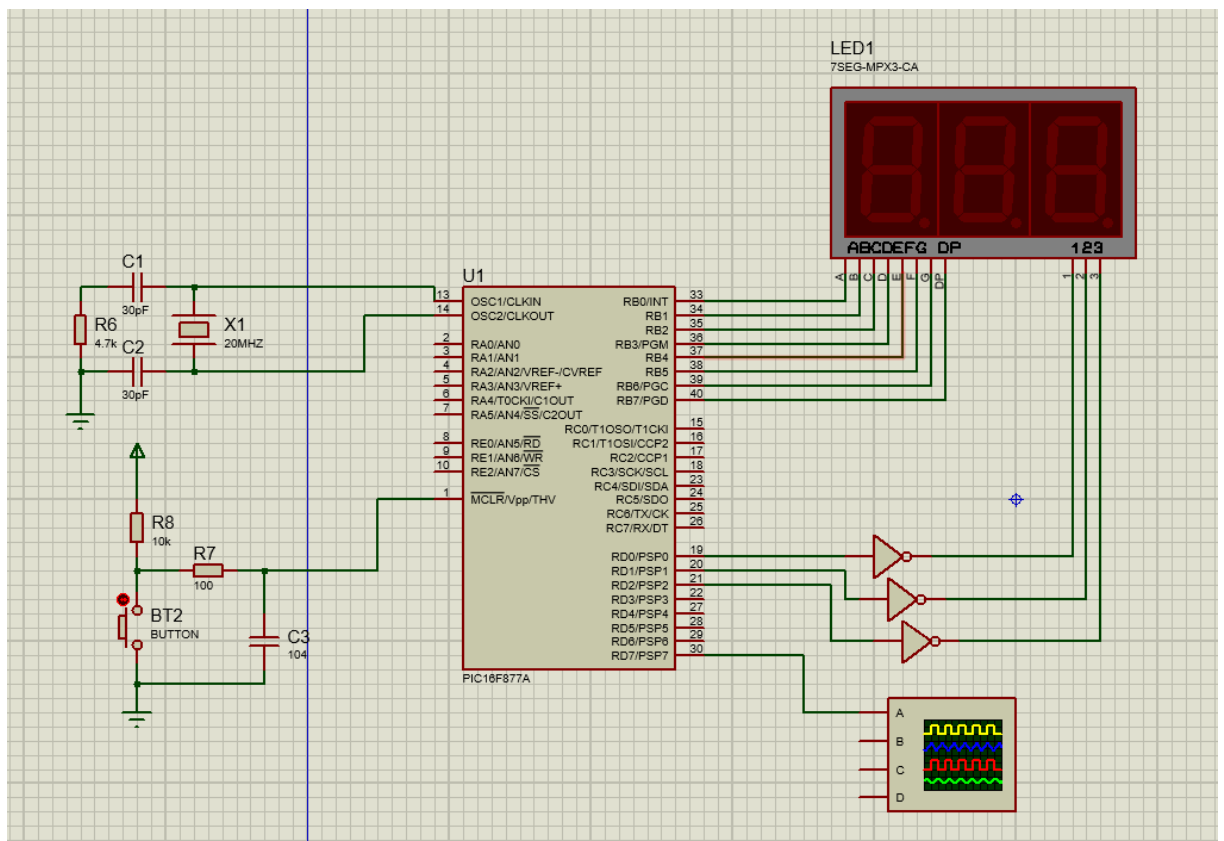 LED1
7SEG-MPX3-CA
ABCDEFG DP
123
A
B
C
D
E
F
G
DP
1
2
3
C1
30pF
R6
4.7k
C2
30pF
X1
20MHZ
U1
13 OSC1/CLKIN
14 OSC2/CLKOUT
2 RA0/AN0
3 RA1/AN1
4 RA2/AN2/VREF-/CVREF
5 RA3/AN3/VREF+
6 RA4/T0CKI/C1OUT
7 RA5/AN4/SS/C2OUT
8 RE0/AN5/RD
9 RE1/AN6/WR
10 RE2/AN7/CS
1 MCLR/Vpp/THV
RB0/INT 33
RB1 34
RB2 35
RB3/PGM 36
RB4 37
RB5 38
RB6/PGC 39
RB7/PGD 40
RC0/T1OSO/T1CKI 15
RC1/T1OSI/CCP2 16
RC2/CCP1 17
RC3/SCK/SCL 18
RC4/SDI/SDA 23
RC5/SDO 24
RC6/TX/CK 25
RC7/RX/DT 26
RD0/PSP0 19
RD1/PSP1 20
RD2/PSP2 21
RD3/PSP3 22
RD4/PSP4 27
RD5/PSP5 28
RD6/PSP6 29
RD7/PSP7 30
PIC16F877A
R8
10k
R7
100
BT2
BUTTON
C3
104
A
B
C
D